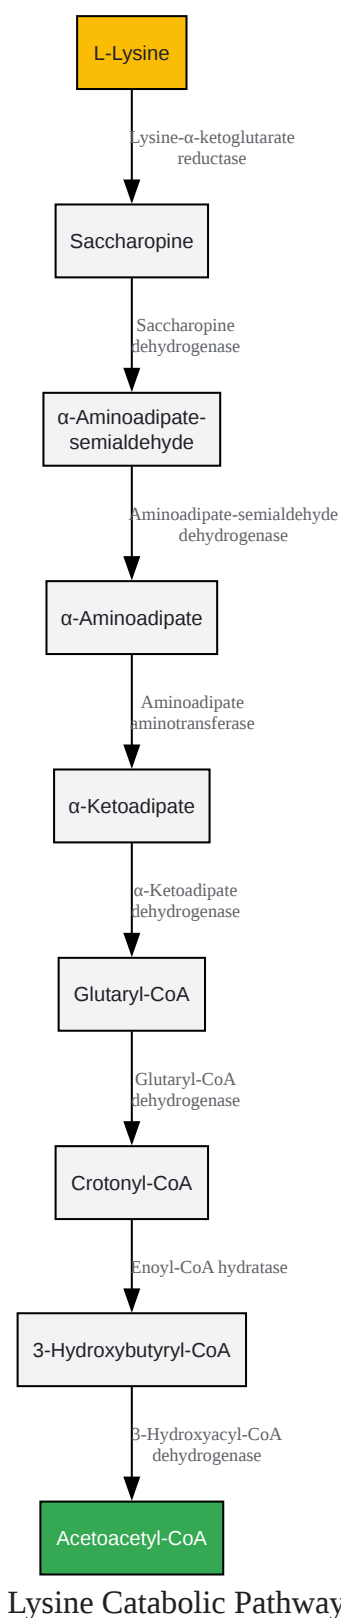 L-Lysine
Lysine-α-ketoglutarate
reductase
Saccharopine
Saccharopine
dehydrogenase
α-Aminoadipate-
semialdehyde
Aminoadipate-semialdehyde
dehydrogenase
α-Aminoadipate
Aminoadipate
aminotransferase
α-Ketoadipate
α-Ketoadipate
dehydrogenase
Glutaryl-CoA
Glutaryl-CoA
dehydrogenase
Crotonyl-CoA
Enoyl-CoA hydratase
3-Hydroxybutyryl-CoA
3-Hydroxyacyl-CoA
dehydrogenase
Acetoacetyl-CoA
Lysine Catabolic Pathway